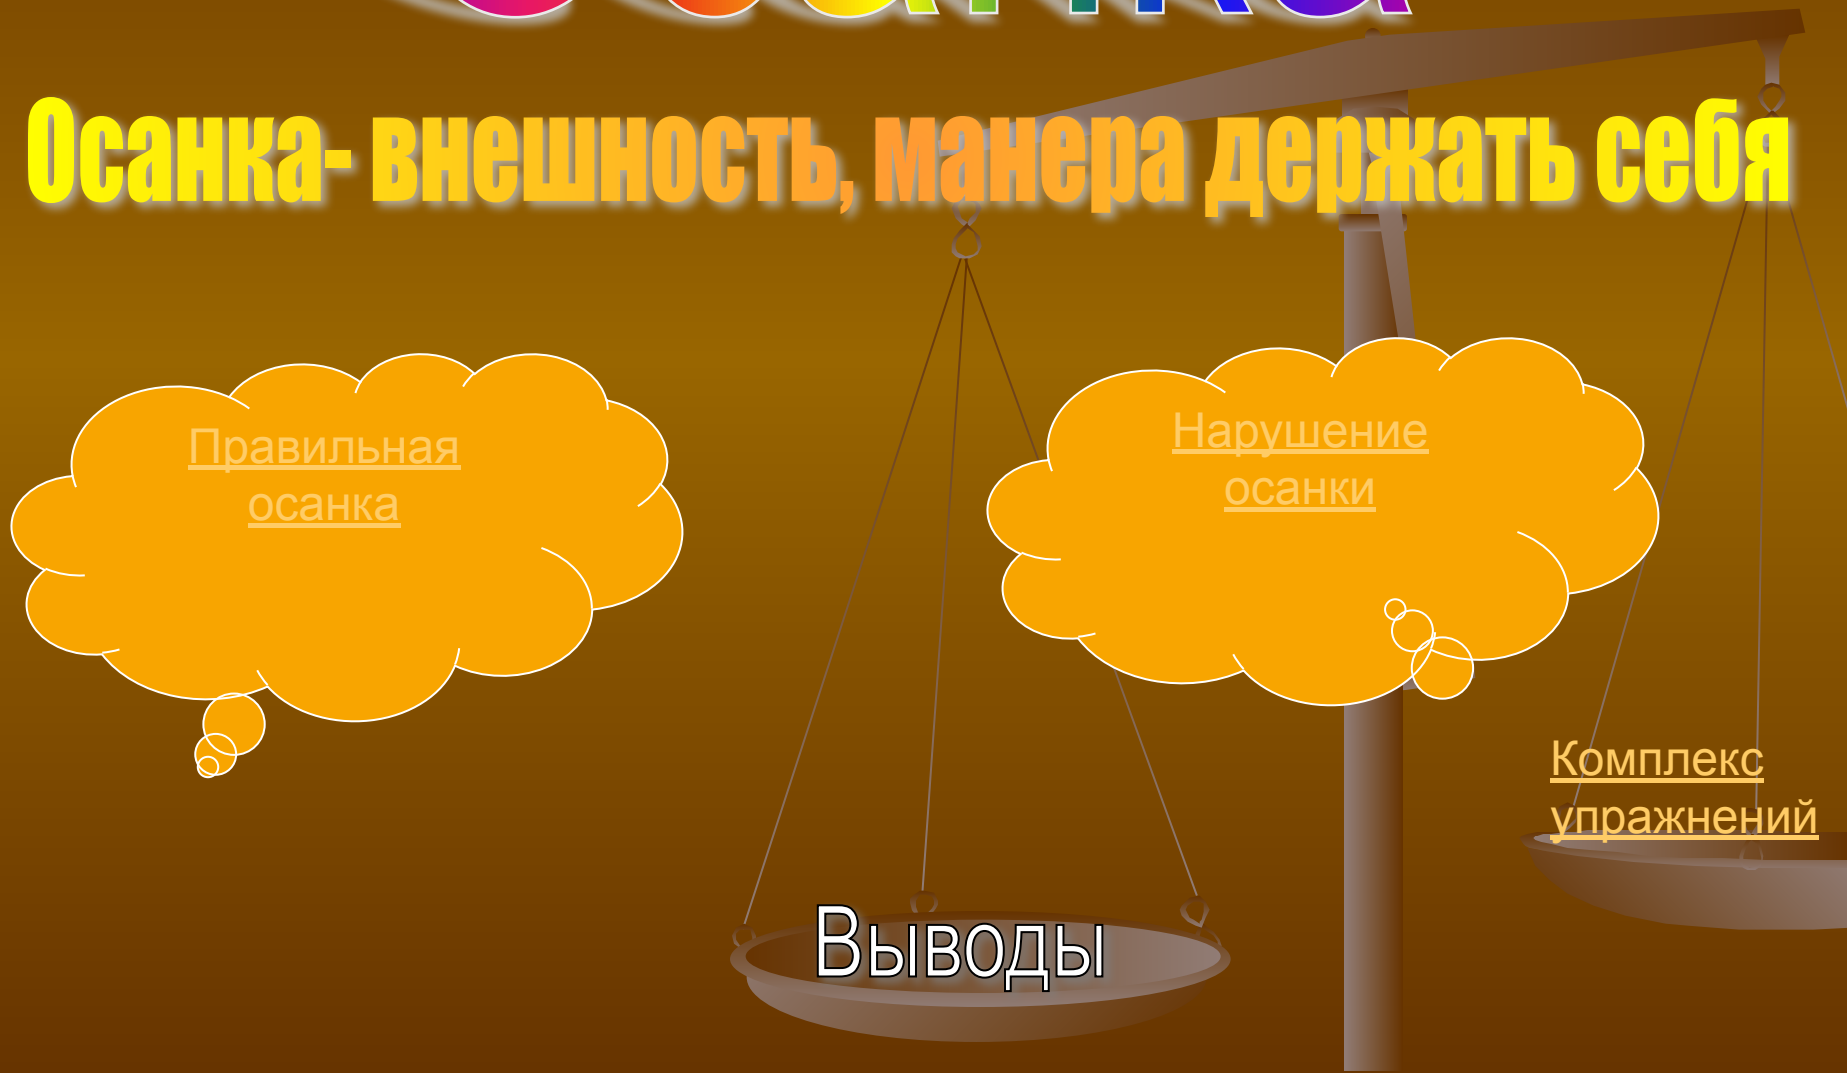 Осанка- внешность, манера держать себя
Правильная
осанка
Нарушение
осанки
Комплекс
упражнений
Выводы